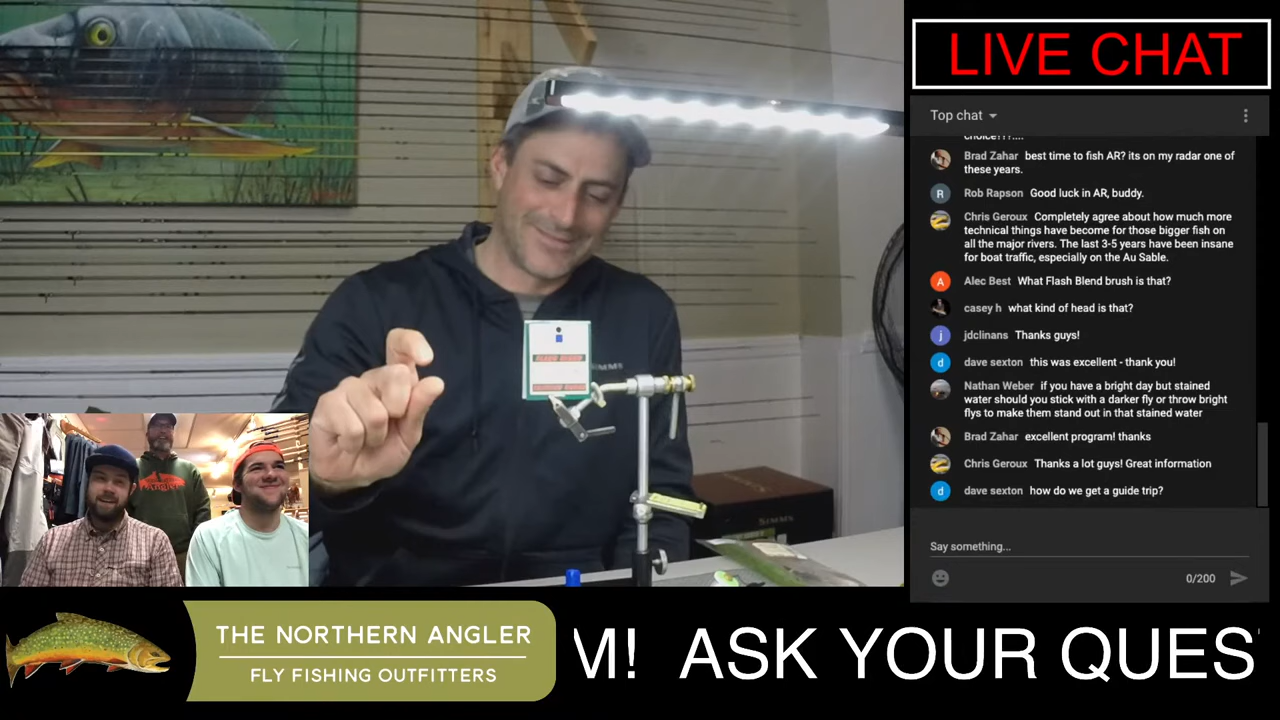 LIVE CHAT
Top chat
choice???....
Brad Zahar best time to fish AR? its on my radar one of
these years.
R
Rob Rapson Good luck in AR, buddy.
Chris Geroux Completely agree about how much more
technical things have become for those bigger fish on
all the major rivers. The last 3-5 years have been insane
for boat traffic, especially on the Au Sable.
A
Alec Best What Flash Blend brush is that?
casey h what kind of head is that?
j
jdclinans Thanks guys!
d
dave sexton this was excellent - thank you!
Nathan Weber if you have a bright day but stained
water should you stick with a darker fly or throw bright
flys to make them stand out in that stained water
Brad Zahar excellent program! thanks
Chris Geroux Thanks a lot guys! Great information
d
dave sexton how do we get a guide trip?
Say something...
0/200
SIMMS
SIMMS
Angler
THE NORTHERN ANGLER
FLY FISHING OUTFITTERS
M! ASK YOUR QUES